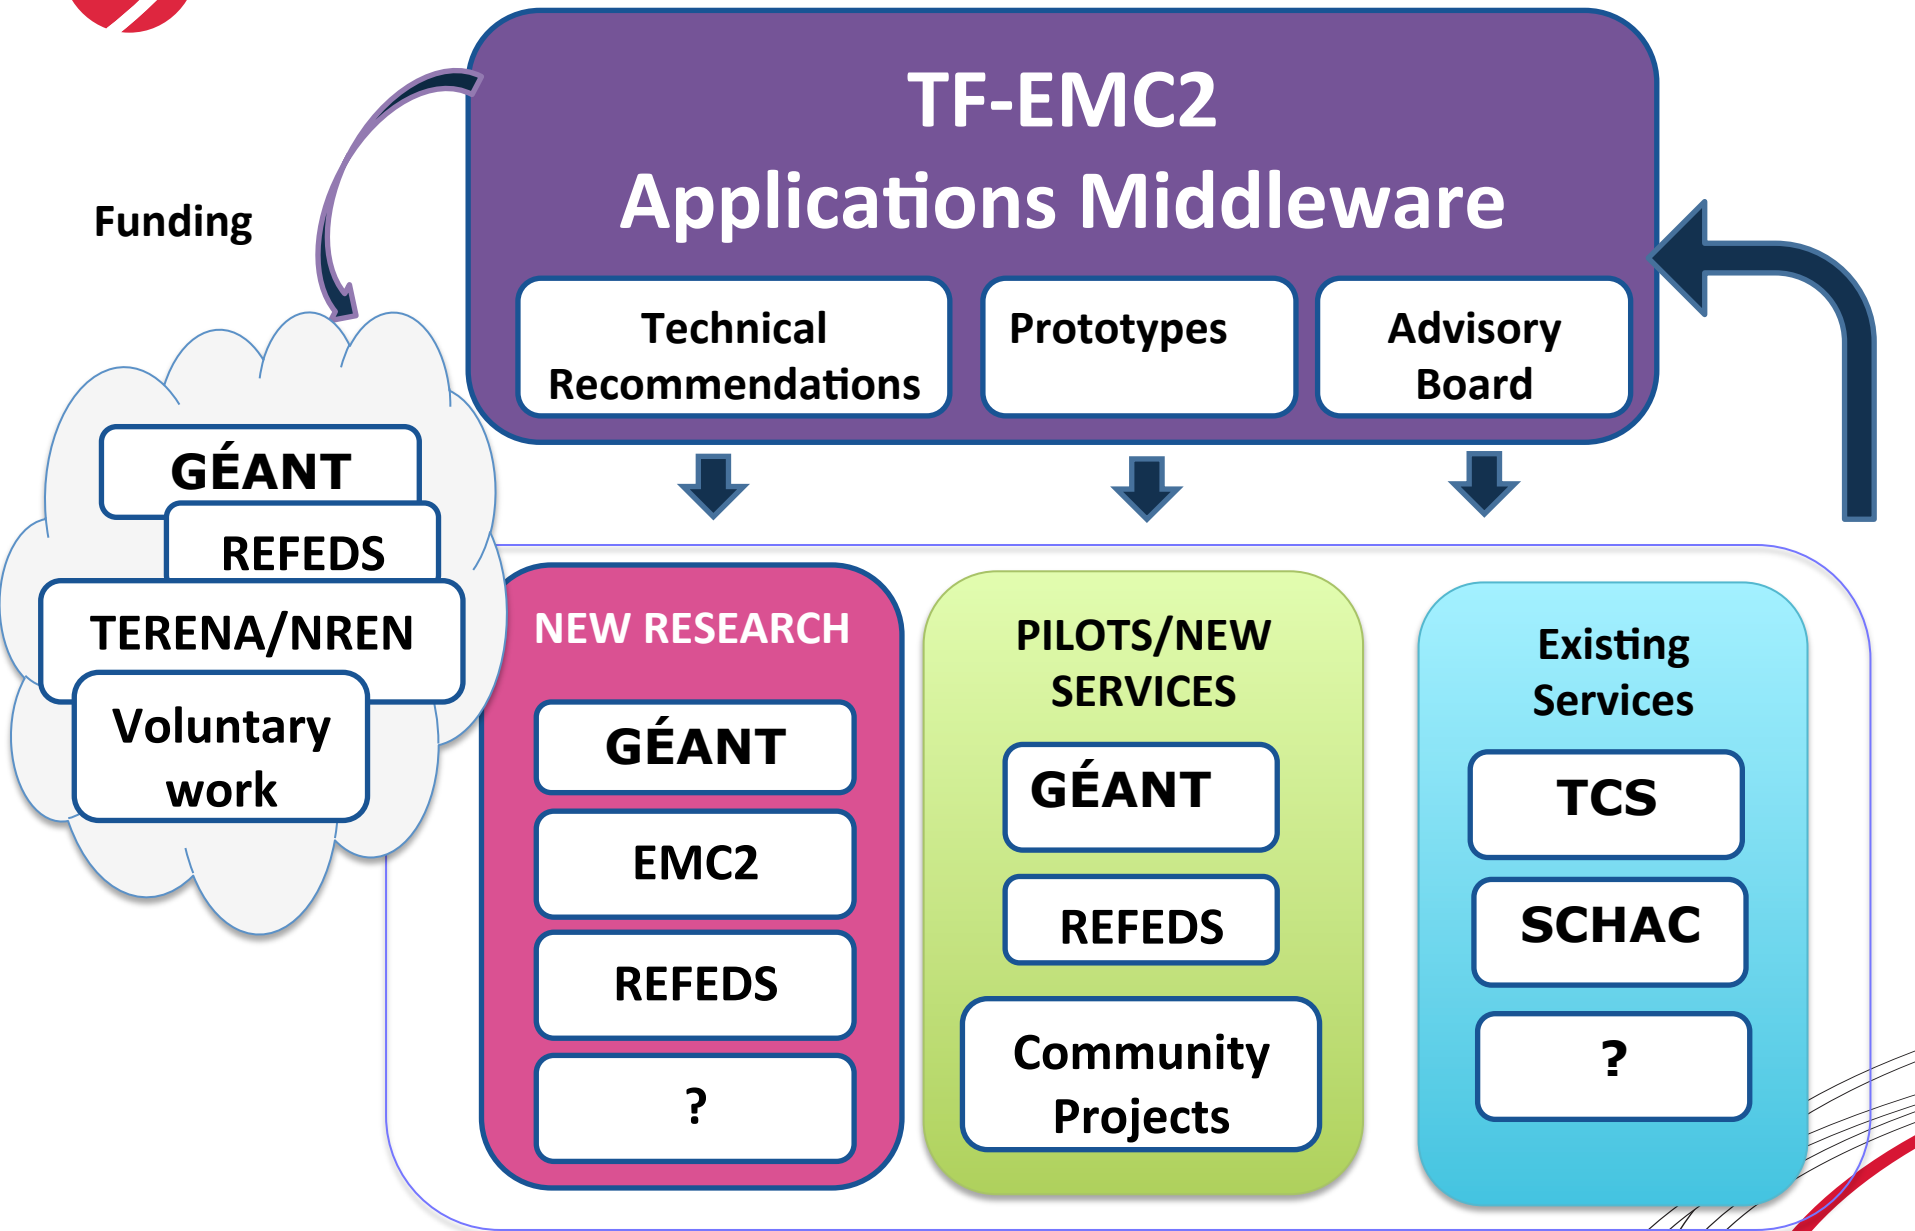 TF-EMC2
Applications Middleware
Funding
Technical
Recommendations
Prototypes
Advisory
Board
GÉANT
REFEDS
TERENA/NREN
Voluntary
work
NEW RESEARCH
GÉANT
EMC2
REFEDS
?
PILOTS/NEW
SERVICES
GÉANT
REFEDS
Community
Projects
Existing
Services
TCS
SCHAC
?